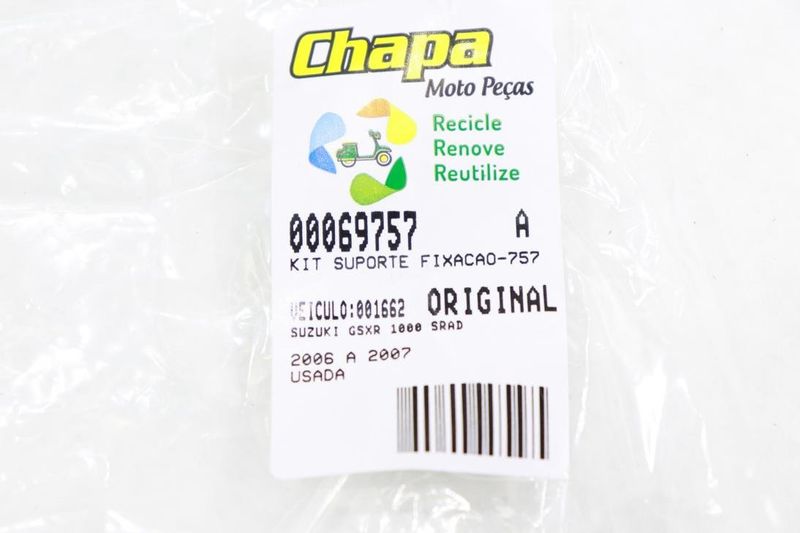 Chapa
Moto Peças
Recicle
Renove
Reutilize
00069757 A
KIT SUPORTE FIXACAO-757
VEICULO:001662 ORIGINAL
SUZUKI GSXR 1000 SRAD
2006 A 2007
USADA